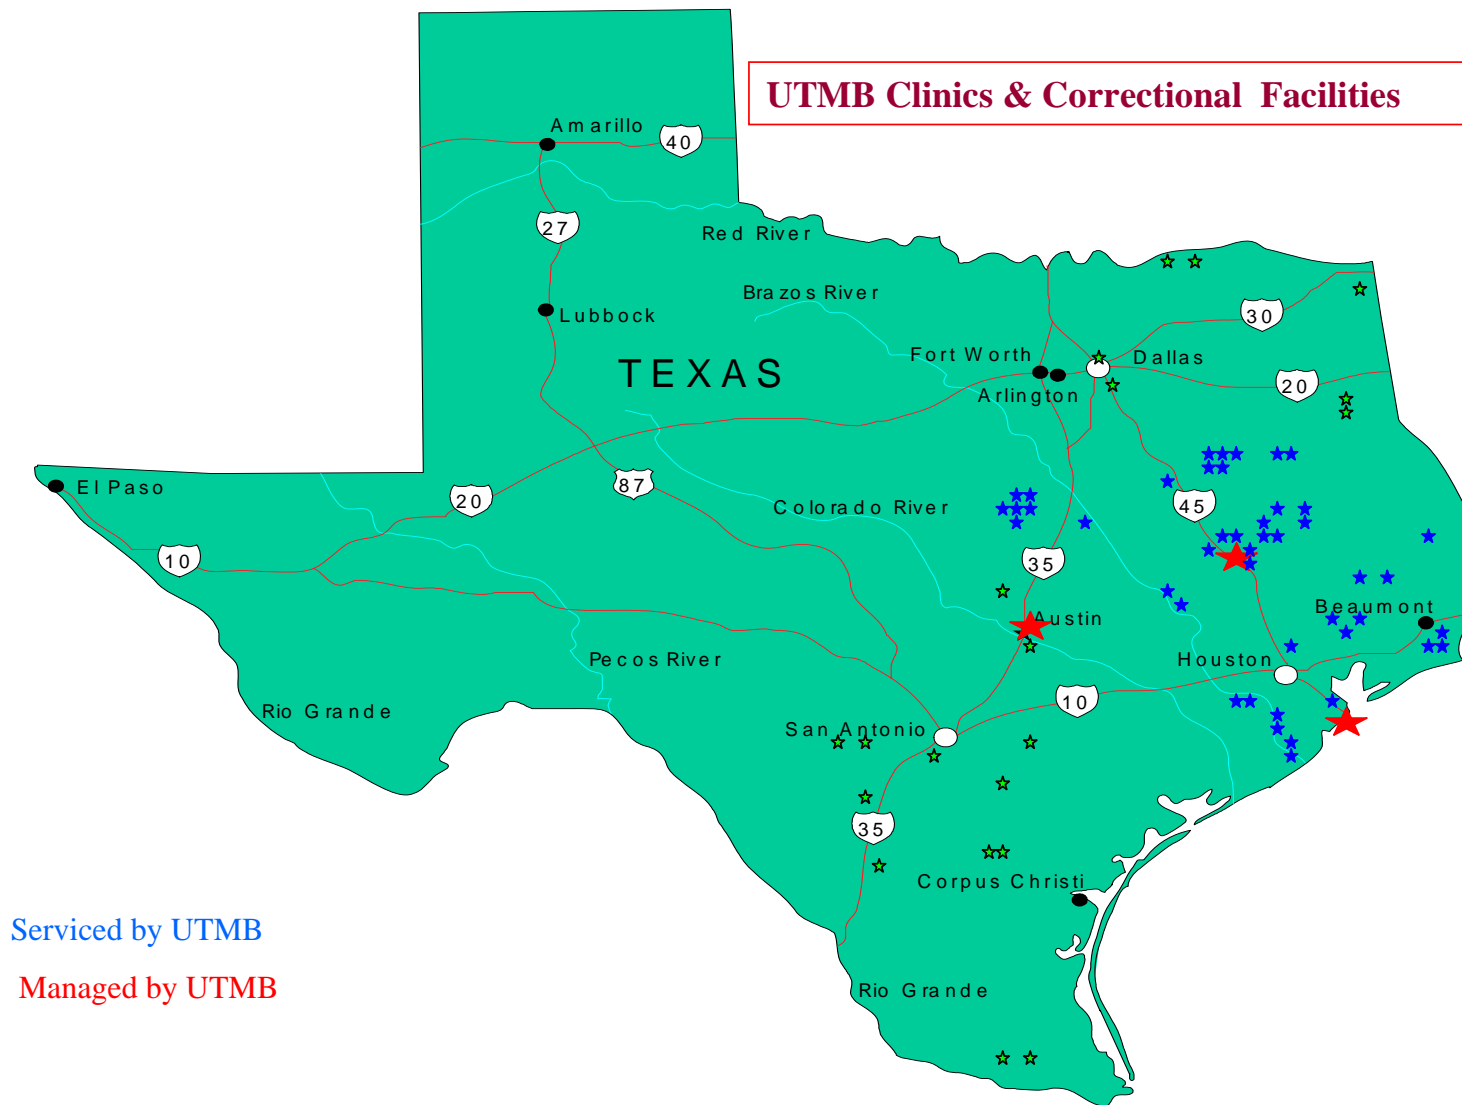 UTMB Clinics & Correctional Facilities
Amarillo
40
27
Red River
Brazos River
Lubbock
30
Fort Worth
Dallas
TEXAS
Arlington
20
El Paso
20
87
Colorado River
45
10
35
Austin
Beaumont
Pecos River
Houston
Rio Grande
10
San Antonio
35
Corpus Christi
Serviced by UTMB
Managed by UTMB
Rio Grande